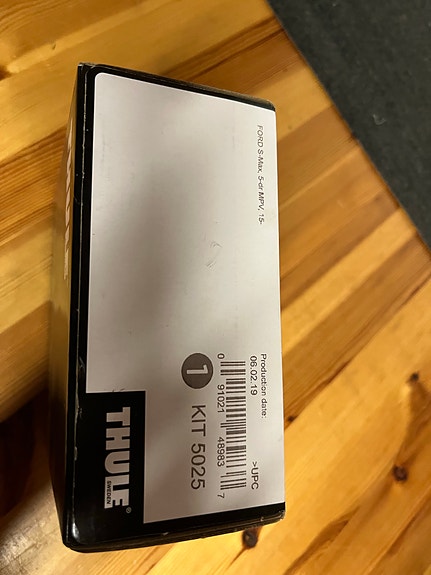 FORD S-Max, 5-dr MPV, 15-
Production date:
06.02.19
>UPC
0 91021 48983 7
1 KIT 5025
THULE®
SWEDEN